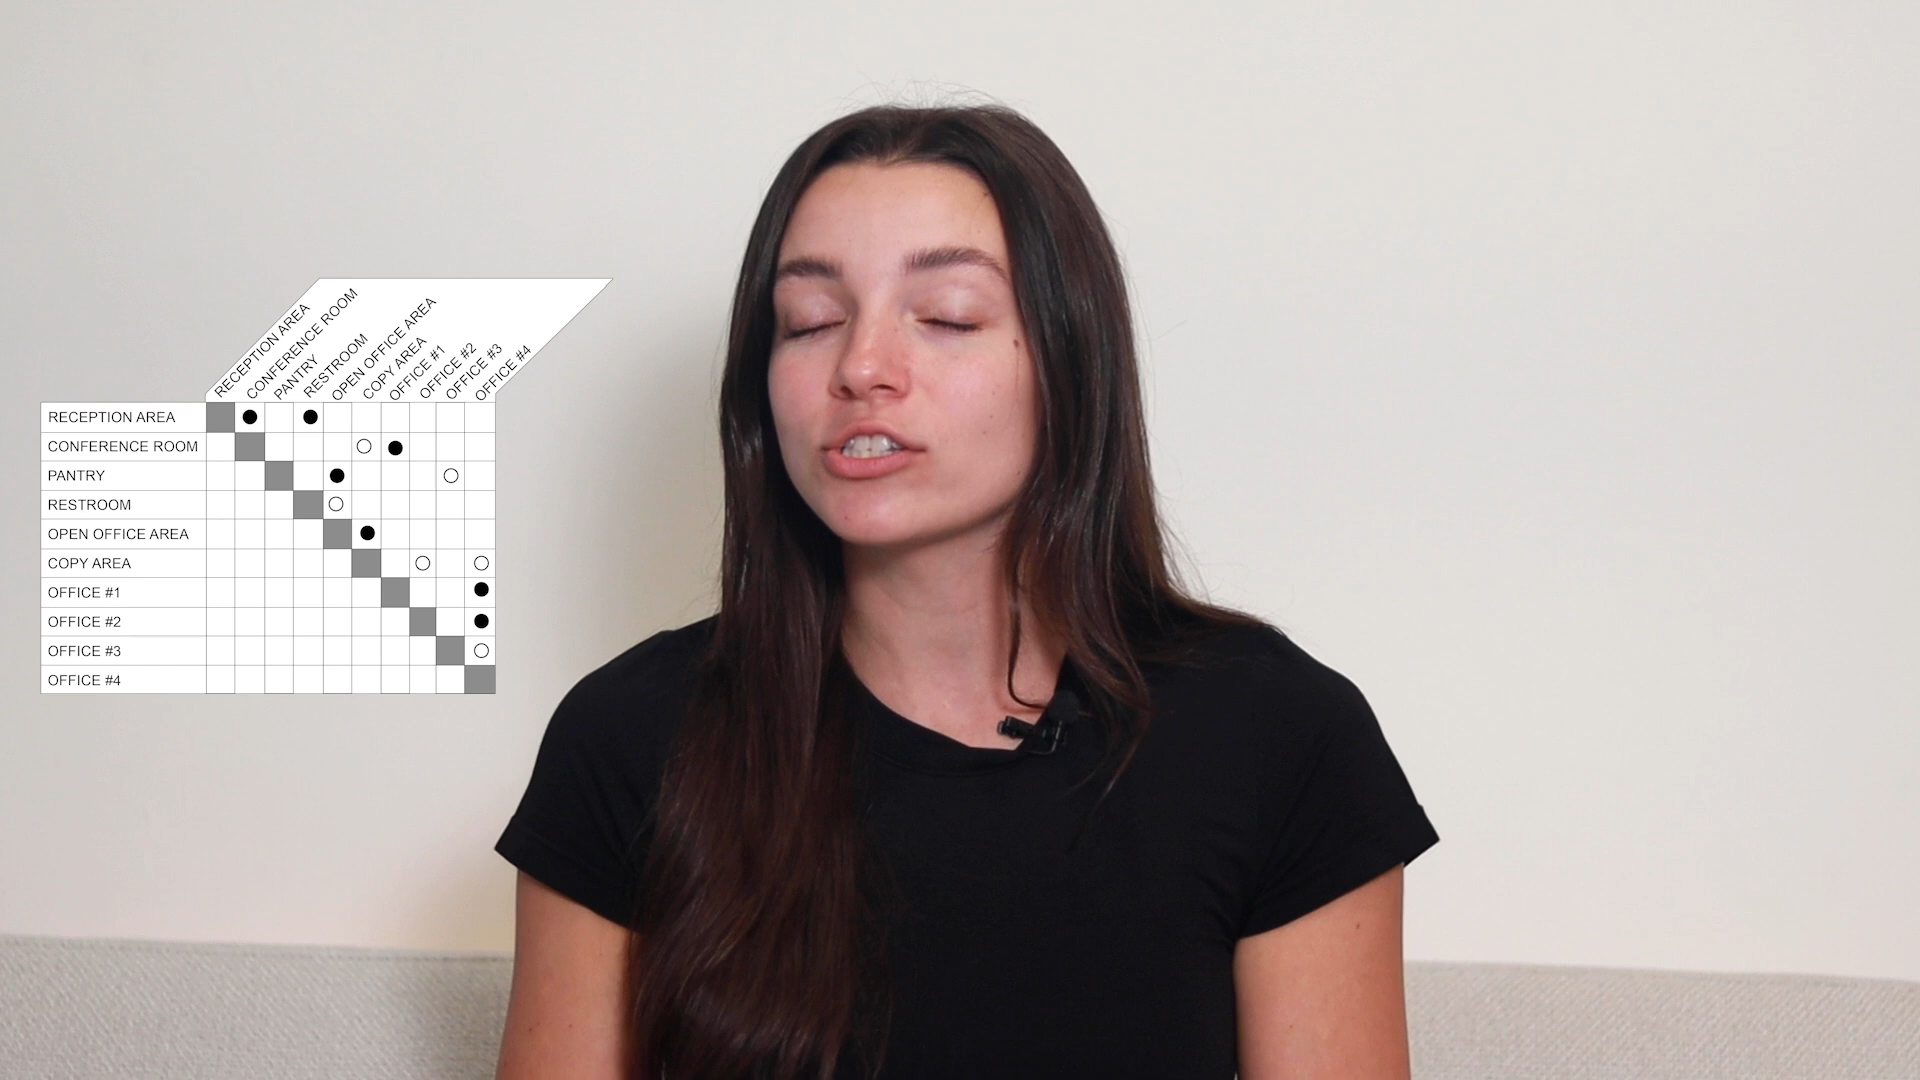 RECEPTION AREA
CONFERENCE ROOM
PANTRY
RESTROOM
OPEN OFFICE AREA
COPY AREA
OFFICE #1
OFFICE #2
OFFICE #3
OFFICE #4
RECEPTION AREA
CONFERENCE ROOM
PANTRY
RESTROOM
OPEN OFFICE AREA
COPY AREA
OFFICE #1
OFFICE #2
OFFICE #3
OFFICE #4